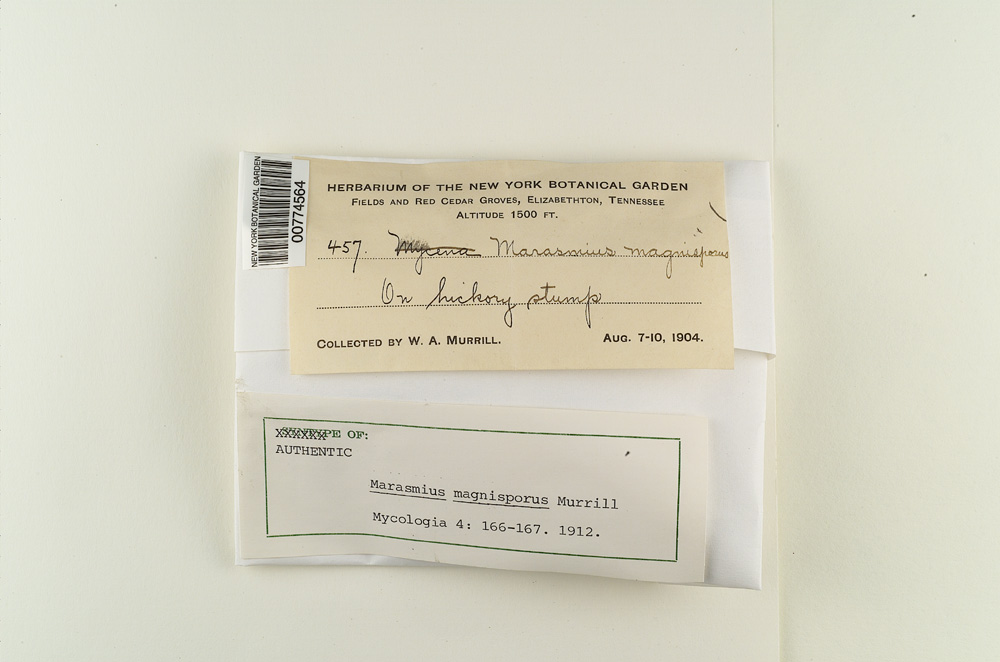 NEW YORK BOTANICAL GARDEN
00774564
HERBARIUM OF THE NEW YORK BOTANICAL GARDEN
FIELDS AND RED CEDAR GROVES, ELIZABETHTON, TENNESSEE
ALTITUDE 1500 FT.
457. Mycena Marasmius magnisporus
On hickory stump
COLLECTED BY W. A. MURRILL. AUG. 7-10, 1904.
PE OF:
AUTHENTIC
Marasmius magnisporus Murrill
Mycologia 4: 166-167. 1912.